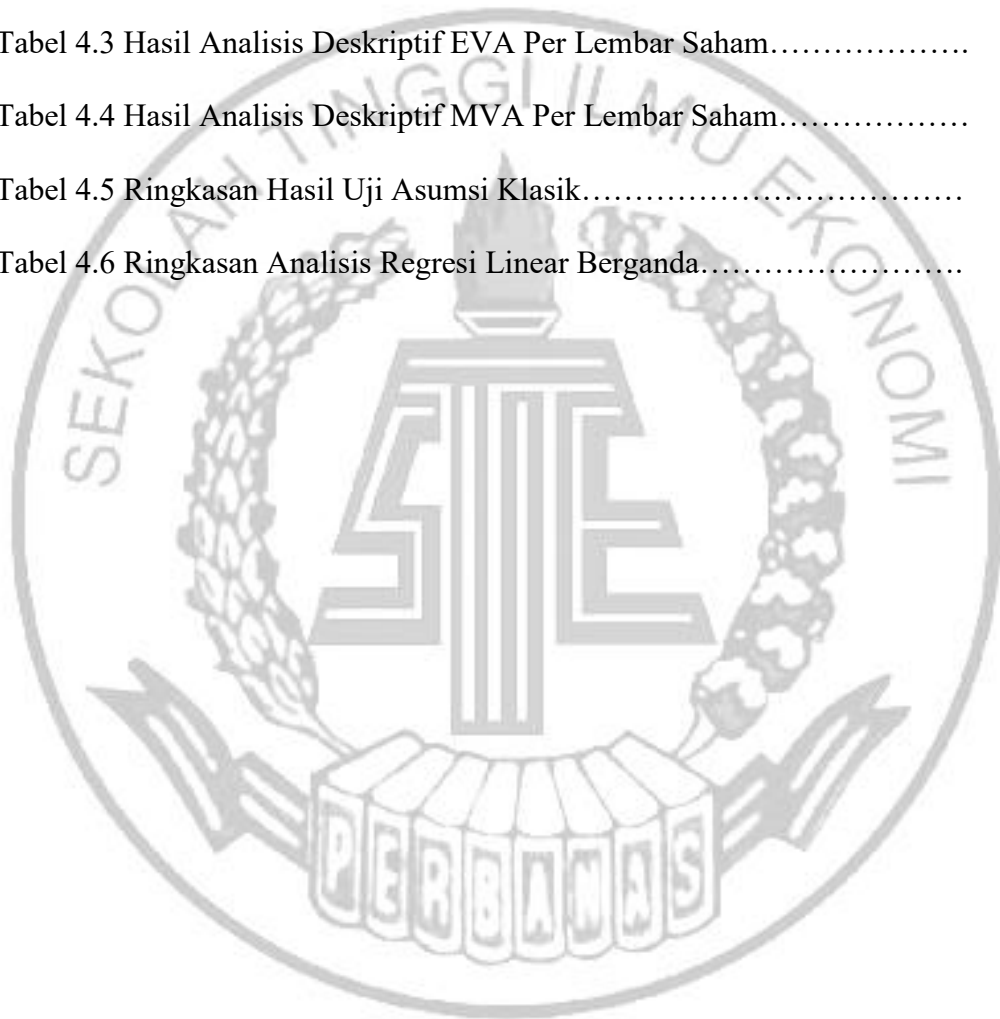 Tabel 4.3 Hasil Analisis Deskriptif EVA Per Lembar Saham……………….
Tabel 4.4 Hasil Analisis Deskriptif MVA Per Lembar Saham………………
Tabel 4.5 Ringkasan Hasil Uji Asumsi Klasik………………………………
Tabel 4.6 Ringkasan Analisis Regresi Linear Berganda…………………….
SEKOLAH TINGGI ILMU EKONOMI
STIE
PERBANAS